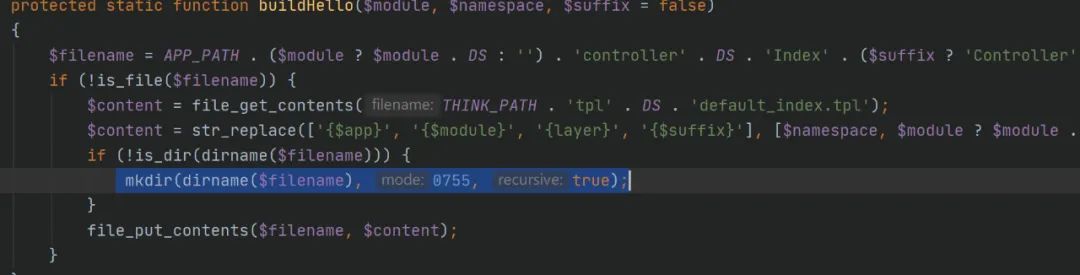 protected static function buildHello($module, $namespace, $suffix = false)
{
$filename = APP_PATH . ($module ? $module . DS : '') . 'controller' . DS . 'Index' . ($suffix ? 'Controller'
if (!is_file($filename)) {
$content = file_get_contents( filename: THINK_PATH . 'tpl' . DS . 'default_index.tpl');
$content = str_replace(['{$app}', '{$module}', '{layer}', '{$suffix}'], [$namespace, $module ? $module .
if (!is_dir(dirname($filename))) {
mkdir(dirname($filename), mode: 0755, recursive: true);
}
file_put_contents($filename, $content);
}